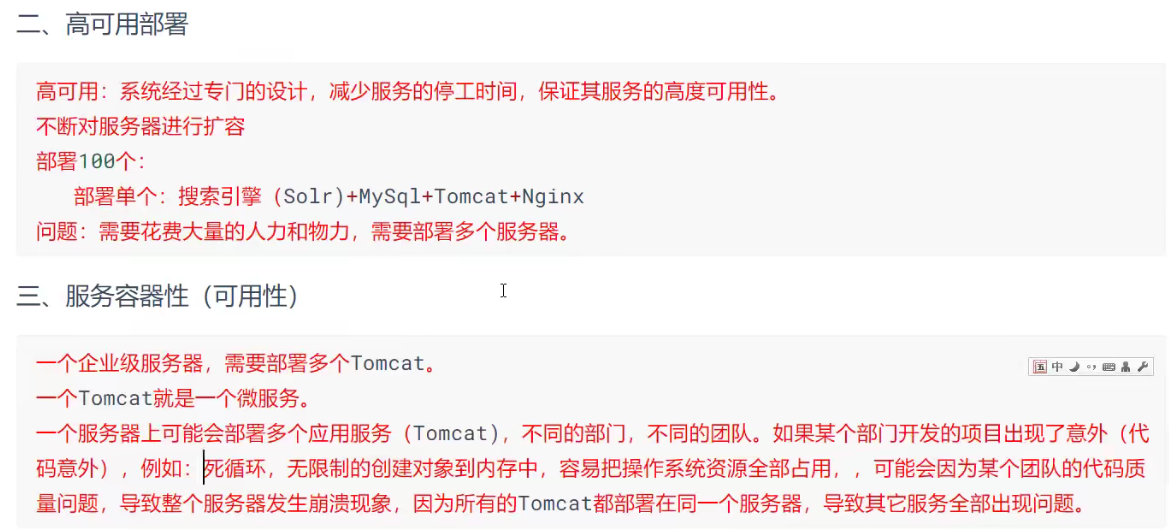 二、高可用部署
高可用：系统经过专门的设计，减少服务的停工时间，保证其服务的高度可用性。
不断对服务器进行扩容
部署100个：
部署单个：搜索引擎（Solr)+MySql+Tomcat+Nginx
问题：需要花费大量的人力和物力，需要部署多个服务器。
三、服务容器性（可用性）
一个企业级服务器，需要部署多个Tomcat。
五 中
一个Tomcat就是一个微服务。
一个服务器上可能会部署多个应用服务（Tomcat)，不同的部门，不同的团队。如果某个部门开发的项目出现了意外（代
码意外），例如：死循环，无限制的创建对象到内存中，容易把操作系统资源全部占用，，可能会因为某个团队的代码质
量问题，导致整个服务器发生崩溃现象，因为所有的Tomcat都部署在同一个服务器，导致其它服务全部出现问题。